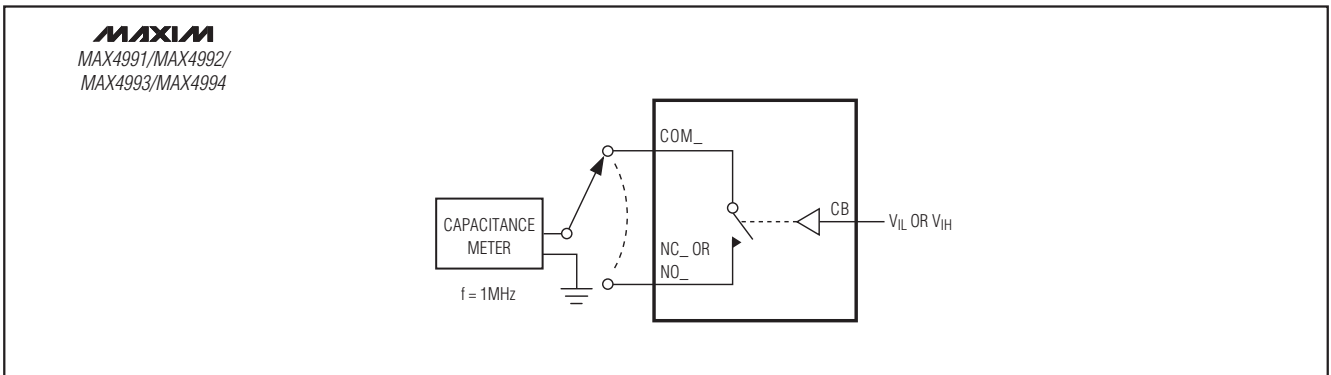 MAXIM
MAX4991/MAX4992/
MAX4993/MAX4994
COM_
CB
V_IL OR V_IH
CAPACITANCE
METER
NC_ OR
NO_
f = 1MHz